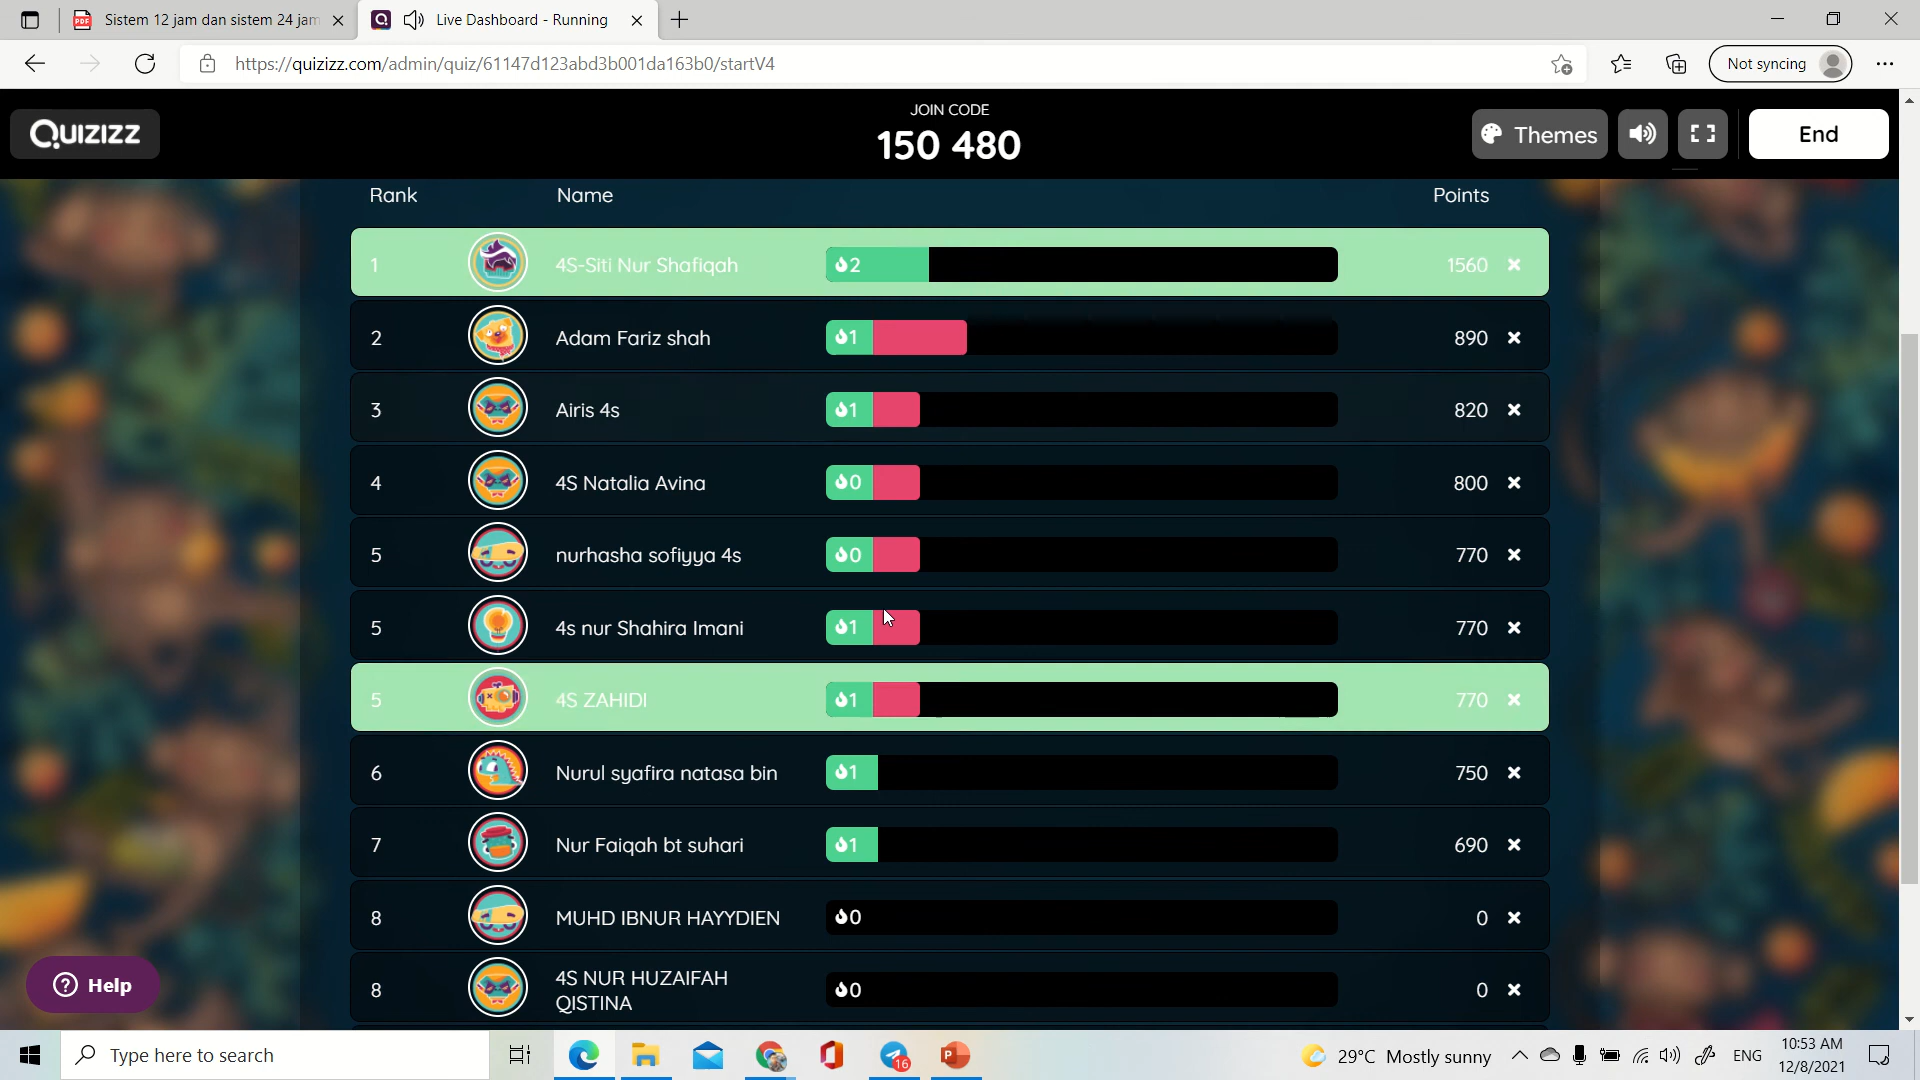 Sistem 12 jam dan sistem 24 jam
Live Dashboard - Running
https://quizizz.com/admin/quiz/61147d123abd3b001da163b0/startV4
Not syncing
Quizizz
JOIN CODE
150 480
Themes
End
Rank Name Points
1 4S-Siti Nur Shafiqah 2 1560
2 Adam Fariz shah 1 890
3 Airis 4s 1 820
4 4S Natalia Avina 0 800
5 nurhasha sofiyya 4s 0 770
5 4s nur Shahira Imani 1 770
5 4S ZAHIDI 1 770
6 Nurul syafira natasa bin 1 750
7 Nur Faiqah bt suhari 1 690
8 MUHD IBNUR HAYYDIEN 0 0
8 4S NUR HUZAIFAH QISTINA 0 0
Help
Type here to search
16
29°C Mostly sunny
ENG
10:53 AM
12/8/2021